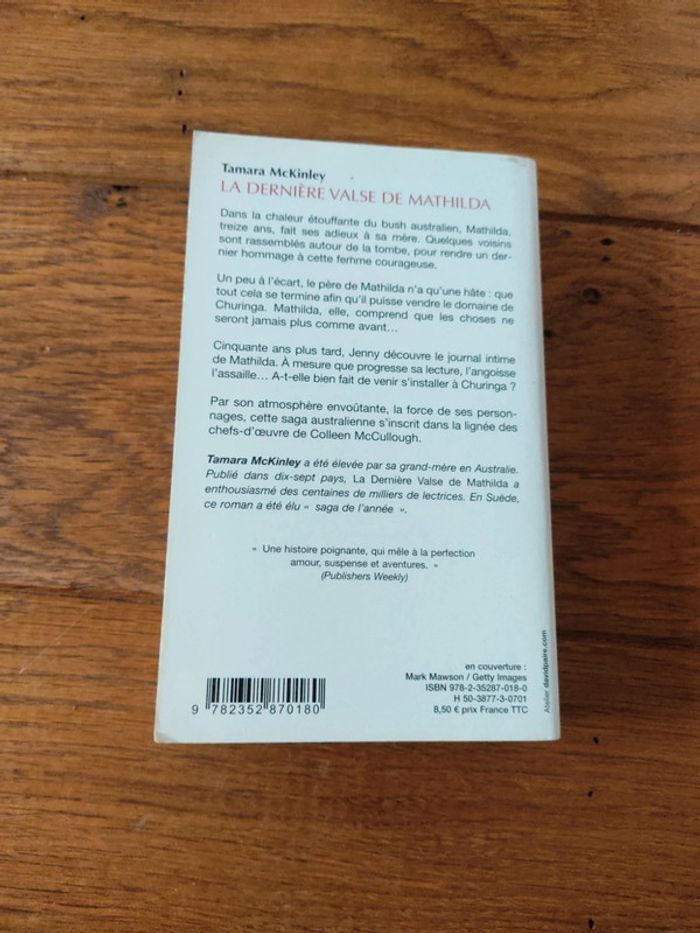 Tamara McKinley
LA DERNIÈRE VALSE DE MATHILDA
Dans la chaleur étouffante du bush australien, Mathilda,
treize ans, fait ses adieux à sa mère. Quelques voisins
sont rassemblés autour de la tombe, pour rendre un der-
nier hommage à cette femme courageuse.
Un peu à l'écart, le père de Mathilda n'a qu'une hâte : que
tout cela se termine afin qu'il puisse vendre le domaine de
Churinga. Mathilda, elle, comprend que les choses ne
seront jamais plus comme avant…
Cinquante ans plus tard, Jenny découvre le journal intime
de Mathilda. À mesure que progresse sa lecture, l'angoisse
l'assaille… A-t-elle bien fait de venir s'installer à Churinga ?
Par son atmosphère envoûtante, la force de ses person-
nages, cette saga australienne s'inscrit dans la lignée des
chefs-d'œuvre de Colleen McCullough.
Tamara McKinley a été élevée par sa grand-mère en Australie.
Publié dans dix-sept pays, La Dernière Valse de Mathilda a
enthousiasmé des centaines de milliers de lectrices. En Suède,
ce roman a été élu « saga de l'année ».
« Une histoire poignante, qui mêle à la perfection
amour, suspense et aventures. »
(Publishers Weekly)
en couverture :
Mark Mawson / Getty Images
ISBN 978-2-35287-018-0
H 50-3877-3-0701
8,50 € prix France TTC
9 782352 870180
Atelier davidpaire.com